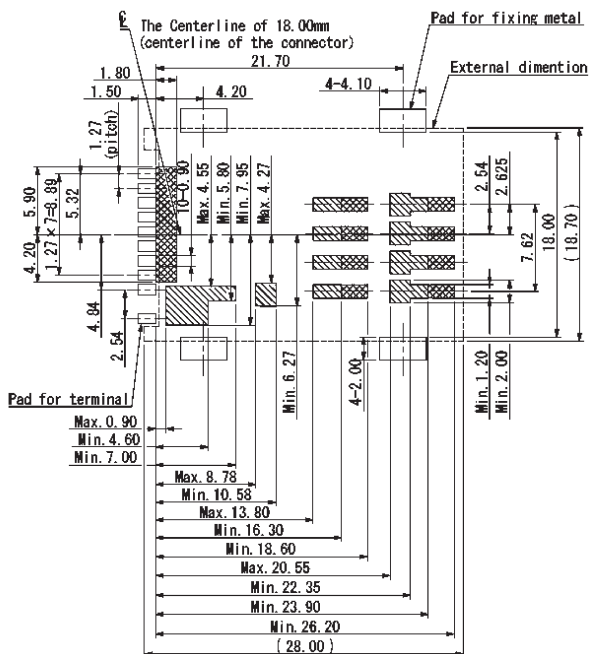 ℄
The Centerline of 18.00mm
(centerline of the connector)
Pad for fixing metal
External dimention
21.70
1.80
1.50
4.20
4-4.10
1.27
(pitch)
5.90
1.27×7=8.89
5.32
10-0.90
Max.4.55
Min.5.80
Min.7.95
Max.4.27
2.54
2.625
7.62
18.00
(18.70)
4.20
4.84
2.54
Min.6.27
4-2.00
Min.1.20
Min.2.00
Pad for terminal
Max.0.90
Min.4.60
Min.7.00
Max.8.78
Min.10.58
Max.13.80
Min.16.30
Min.18.60
Max.20.55
Min.22.35
Min.23.90
Min.26.20
(28.00)